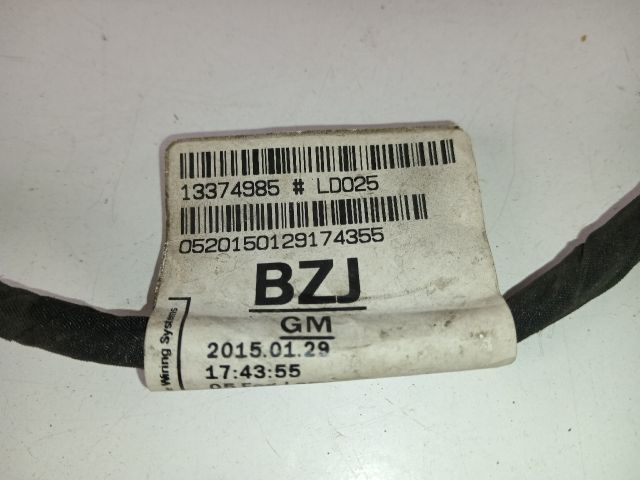 13374985 # LD025
0520150129174355
BZJ
GM
2015.01.29
17:43:55
Wiring Systems